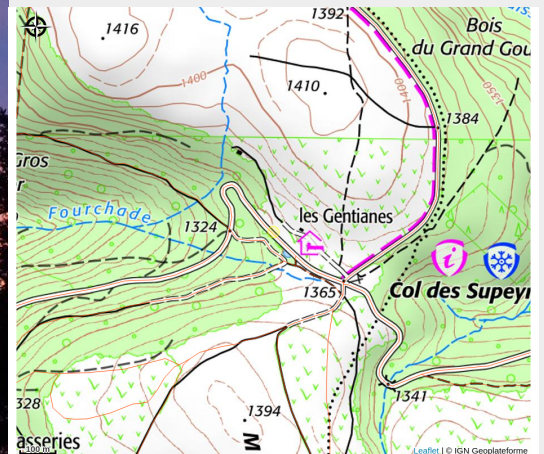 1392
1416
Bois
du Grand Gou
1400
1410
1400
1350
1384
Gros
r
Fourchade
1324
les Gentianes
i
1365
Col des Supeyr
1341
328
1394
M
asseries
100 m
Leaflet | © IGN Geoplateforme